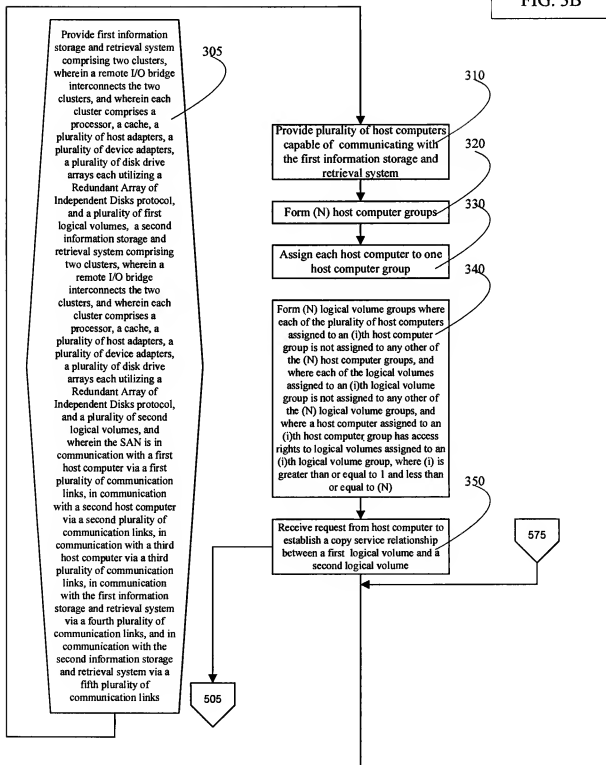 FIG. 3B
Provide first information
storage and retrieval system
comprising two clusters,
wherein a remote I/O bridge
interconnects the two
clusters, and wherein each
cluster comprises a
processor, a cache, a
plurality of host adapters, a
plurality of device adapters,
a plurality of disk drive
arrays each utilizing a
Redundant Array of
Independent Disks protocol,
and a plurality of first
logical volumes, a second
information storage and
retrieval system comprising
two clusters, wherein a
remote I/O bridge
interconnects the two
clusters, and wherein each
cluster comprises a
processor, a cache, a
plurality of host adapters, a
plurality of device adapters,
a plurality of disk drive
arrays each utilizing a
Redundant Array of
Independent Disks protocol,
and a plurality of second
logical volumes, and
wherein the SAN is in
communication with a first
host computer via a first
plurality of communication
links, in communication
with a second host computer
via a second plurality of
communication links, in
communication with a third
host computer via a third
plurality of communication
links, in communication
with the first information
storage and retrieval system
via a fourth plurality of
communication links, and in
communication with the
second information storage
and retrieval system via a
fifth plurality of
communication links
305
310
Provide plurality of host computers
capable of communicating with
the first information storage and
retrieval system
320
Form (N) host computer groups
330
Assign each host computer to one
host computer group
340
Form (N) logical volume groups where
each of the plurality of host computers
assigned to an (i)th host computer
group is not assigned to any other of
the (N) host computer groups, and
where each of the logical volumes
assigned to an (i)th logical volume
group is not assigned to any other of
the (N) logical volume groups, and
where a host computer assigned to an
(i)th host computer group has access
rights to logical volumes assigned to an
(i)th logical volume group, where (i) is
greater than or equal to 1 and less than
or equal to (N)
350
Receive request from host computer to
establish a copy service relationship
between a first logical volume and a
second logical volume
575
505